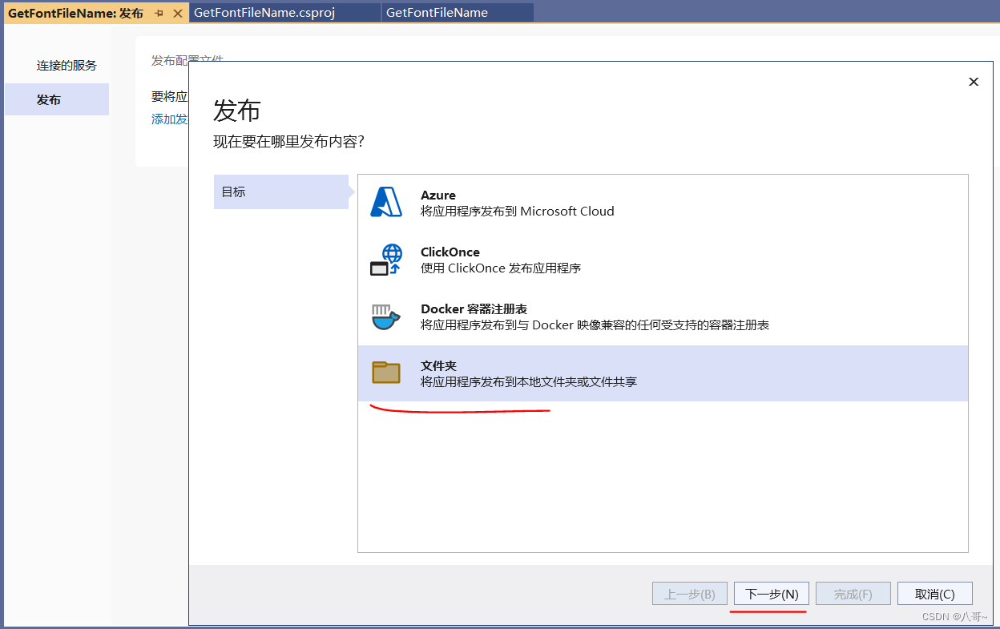 GetFontFileName: 发布
GetFontFileName.csproj
GetFontFileName
连接的服务
发布
发布配置文件
要将应
添加发
发布
现在要在哪里发布内容?
目标
Azure
将应用程序发布到 Microsoft Cloud
ClickOnce
使用 ClickOnce 发布应用程序
Docker 容器注册表
将应用程序发布到与 Docker 映像兼容的任何受支持的容器注册表
文件夹
将应用程序发布到本地文件夹或文件共享
上一步(B)
下一步(N)
完成(F)
取消(C)
CSDN @八哥~